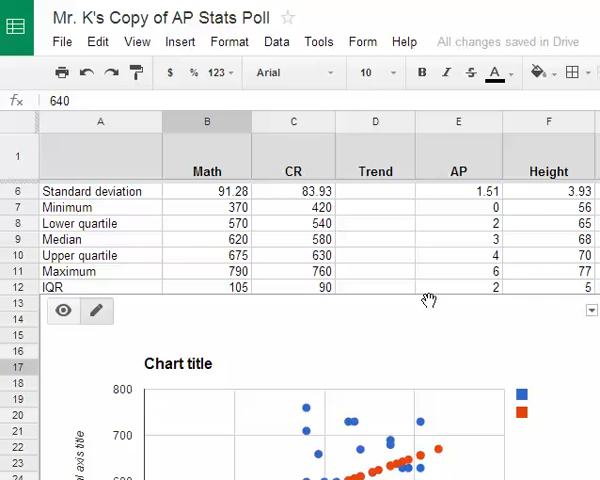 Mr. K's Copy of AP Stats Poll
File Edit View Insert Format Data Tools Form Help All changes saved in Drive
$ % 123 Arial 10 B I S A
fx 640
A B C D E F
1 Math CR Trend AP Height
6 Standard deviation 91.28 83.93 1.51 3.93
7 Minimum 370 420 0 56
8 Lower quartile 570 540 2 65
9 Median 620 580 3 68
10 Upper quartile 675 630 4 70
11 Maximum 790 760 6 77
12 IQR 105 90 2 5
13
14
15
16
17
18
19
20
21
22
23
24
Chart title
800
700
600
al axis title